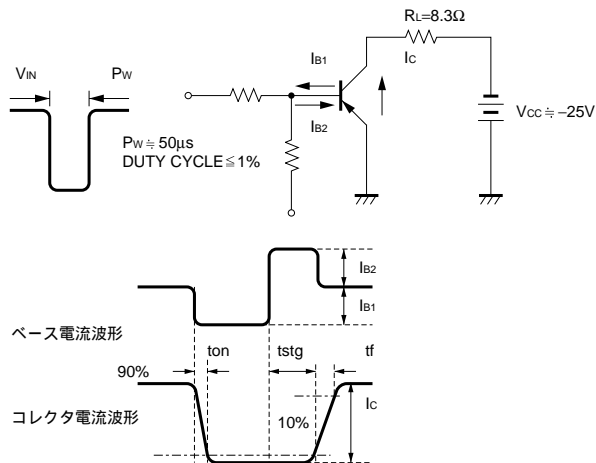 RL=8.3Ω
IB1
IC
VIN
PW
VCC≒–25V
IB2
PW≒50μs
DUTY CYCLE≦1%
IB2
IB1
ベース電流波形
ton
tstg
tf
90%
IC
コレクタ電流波形
10%